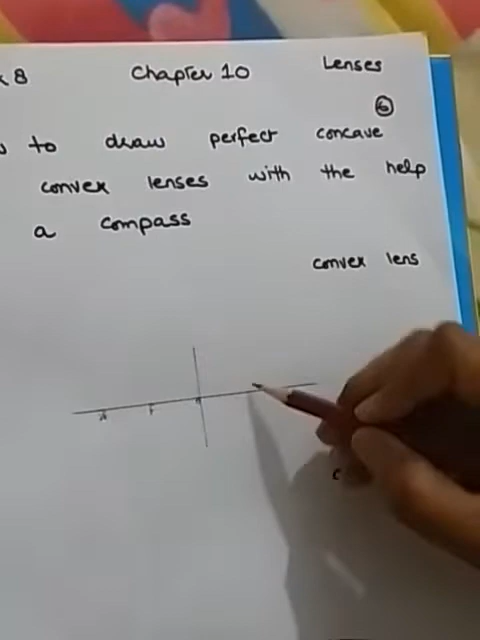 8 Chapter 10 Lenses
6
to draw perfect concave
convex lenses with the help
a compass
convex lens